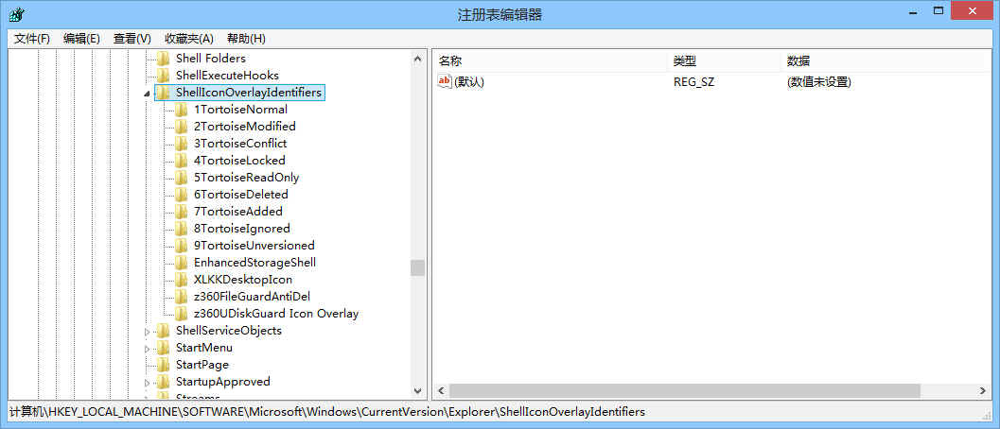 注册表编辑器
文件(F) 编辑(E) 查看(V) 收藏夹(A) 帮助(H)
Shell Folders
ShellExecuteHooks
ShellIconOverlayIdentifiers
1TortoiseNormal
2TortoiseModified
3TortoiseConflict
4TortoiseLocked
5TortoiseReadOnly
6TortoiseDeleted
7TortoiseAdded
8TortoiseIgnored
9TortoiseUnversioned
EnhancedStorageShell
XLKKDesktopIcon
z360FileGuardAntiDel
z360UDiskGuard Icon Overlay
ShellServiceObjects
StartMenu
StartPage
StartupApproved
Streams
名称 类型 数据
ab (默认) REG_SZ (数值未设置)
计算机\HKEY_LOCAL_MACHINE\SOFTWARE\Microsoft\Windows\CurrentVersion\Explorer\ShellIconOverlayIdentifiers